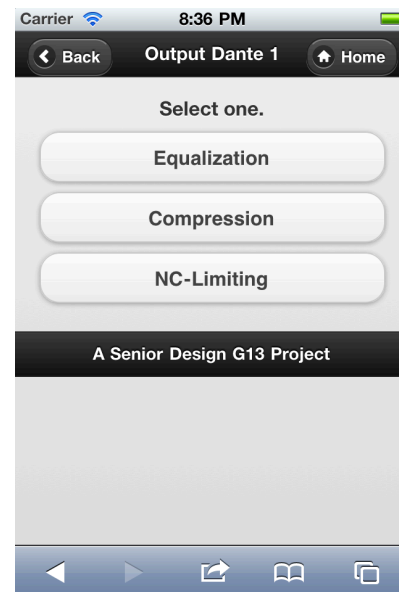 Carrier 8:36 PM
Back Output Dante 1 Home
Select one.
Equalization
Compression
NC-Limiting
A Senior Design G13 Project